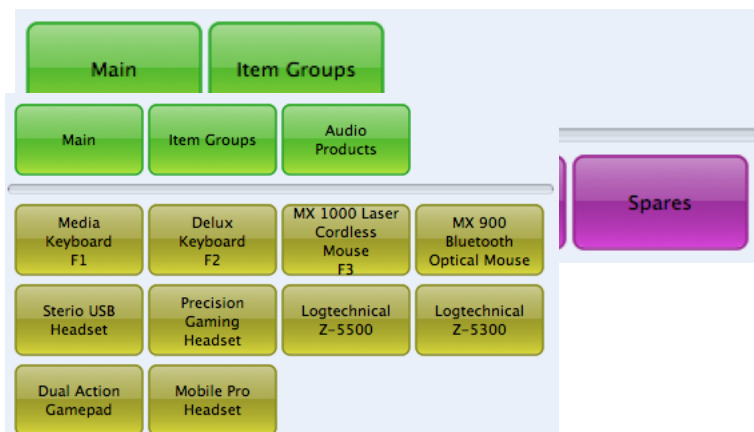 Main
Item Groups
Main
Item Groups
Audio
Products
Spares
Media
Keyboard
F1
Delux
Keyboard
F2
MX 1000 Laser
Cordless
Mouse
F3
MX 900
Bluetooth
Optical Mouse
Sterio USB
Headset
Precision
Gaming
Headset
Logtechnical
Z-5500
Logtechnical
Z-5300
Dual Action
Gamepad
Mobile Pro
Headset